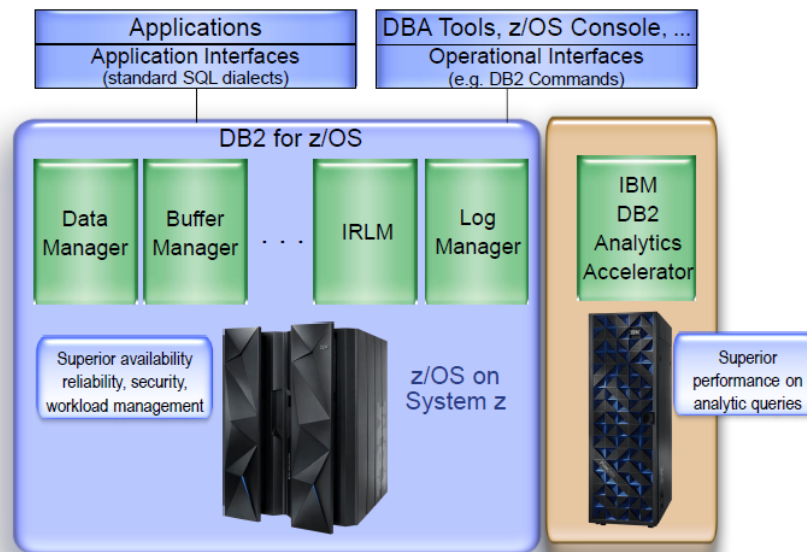 Applications
Application Interfaces
(standard SQL dialects)
DBA Tools, z/OS Console, ...
Operational Interfaces
(e.g. DB2 Commands)
DB2 for z/OS
Data
Manager
Buffer
Manager
. . .
IRLM
Log
Manager
IBM
DB2
Analytics
Accelerator
Superior availability
reliability, security,
workload management
z/OS on
System z
Superior
performance on
analytic queries